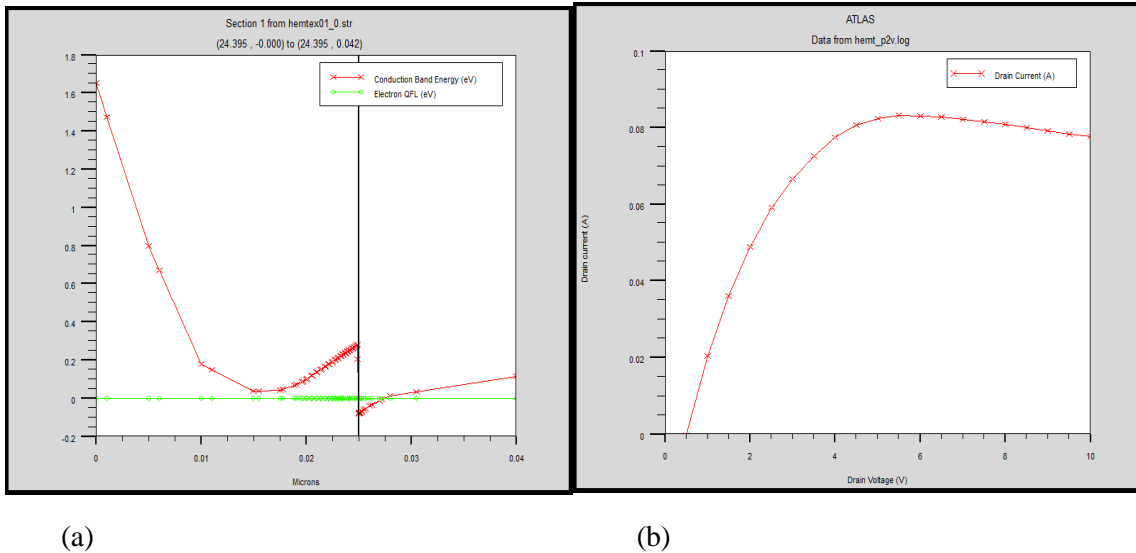 Section 1 from hemtex01_0.str
(24.395 , -0.000) to (24.395 , 0.042)
Conduction Band Energy (eV)
Electron QFL (eV)
1.8
1.6
1.4
1.2
1
0.8
0.6
0.4
0.2
0
-0.2
0 0.01 0.02 0.03 0.04
Microns
ATLAS
Data from hemt_p2v.log
Drain Current (A)
0.1
0.08
0.06
0.04
0.02
0
Drain current (A)
0 2 4 6 8 10
Drain Voltage (V)
(a) (b)